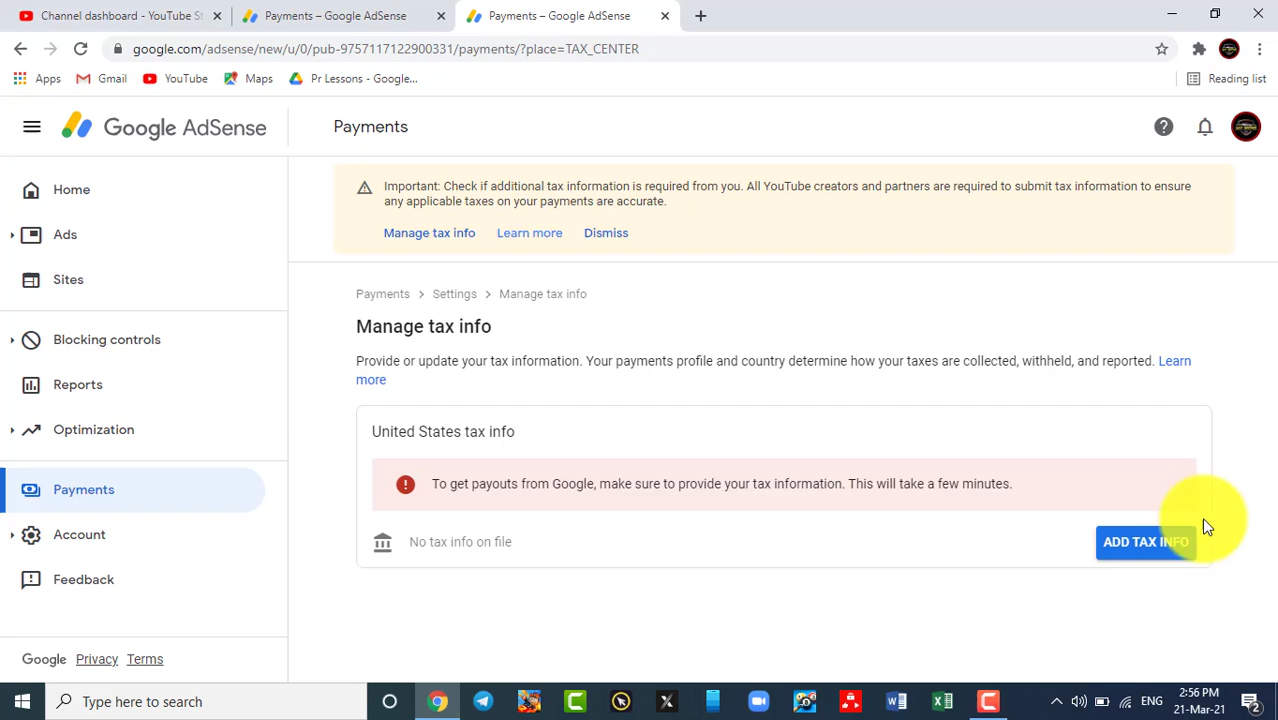 Channel dashboard - YouTube St
Payments – Google AdSense
Payments – Google AdSense
google.com/adsense/new/u/0/pub-9757117122900331/payments/?place=TAX_CENTER
Apps
Gmail
YouTube
Maps
Pr Lessons - Google...
Reading list
Google AdSense
Payments
Home
Ads
Sites
Blocking controls
Reports
Optimization
Payments
Account
Feedback
Google Privacy Terms
Important: Check if additional tax information is required from you. All YouTube creators and partners are required to submit tax information to ensure
any applicable taxes on your payments are accurate.
Manage tax info Learn more Dismiss
Payments > Settings > Manage tax info
Manage tax info
Provide or update your tax information. Your payments profile and country determine how your taxes are collected, withheld, and reported. Learn
more
United States tax info
To get payouts from Google, make sure to provide your tax information. This will take a few minutes.
No tax info on file
ADD TAX INFO
Type here to search
ENG
2:56 PM
21-Mar-21
2